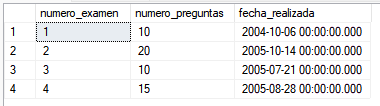 numero_examen numero_preguntas fecha_realizada
1 1 10 2004-10-06 00:00:00.000
2 2 20 2005-10-14 00:00:00.000
3 3 10 2005-07-21 00:00:00.000
4 4 15 2005-08-28 00:00:00.000